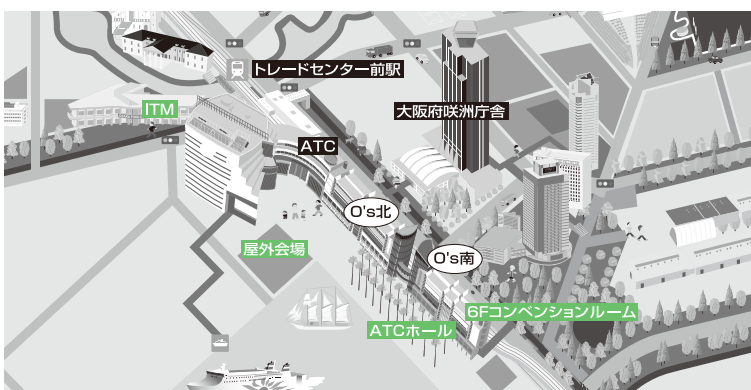 トレードセンター前駅
ITM
大阪府咲洲庁舎
ATC
O's北
屋外会場
O's南
6Fコンベンションルーム
ATCホール